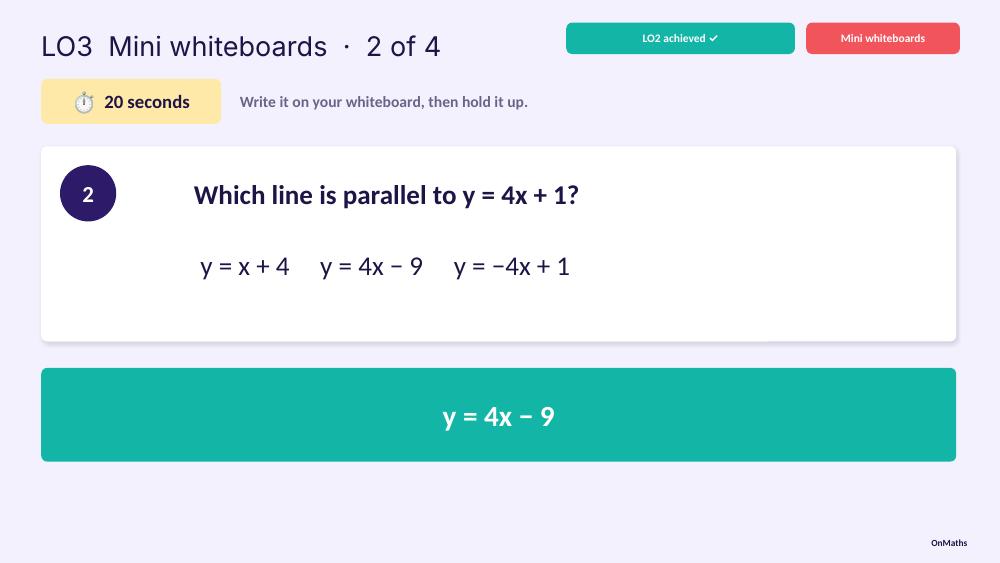 LO3 Mini whiteboards · 2 of 4
LO2 achieved ✓
Mini whiteboards
⏱️ 20 seconds
Write it on your whiteboard, then hold it up.
2
Which line is parallel to y = 4x + 1?
y = x + 4 y = 4x − 9 y = −4x + 1
y = 4x − 9
OnMaths